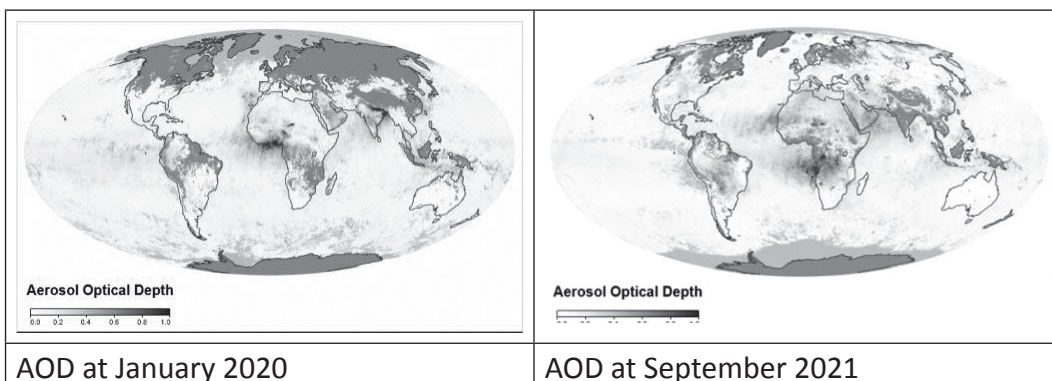 Aerosol Optical Depth
0.0 0.2 0.4 0.6 0.8 1.0
Aerosol Optical Depth
AOD at January 2020
AOD at September 2021